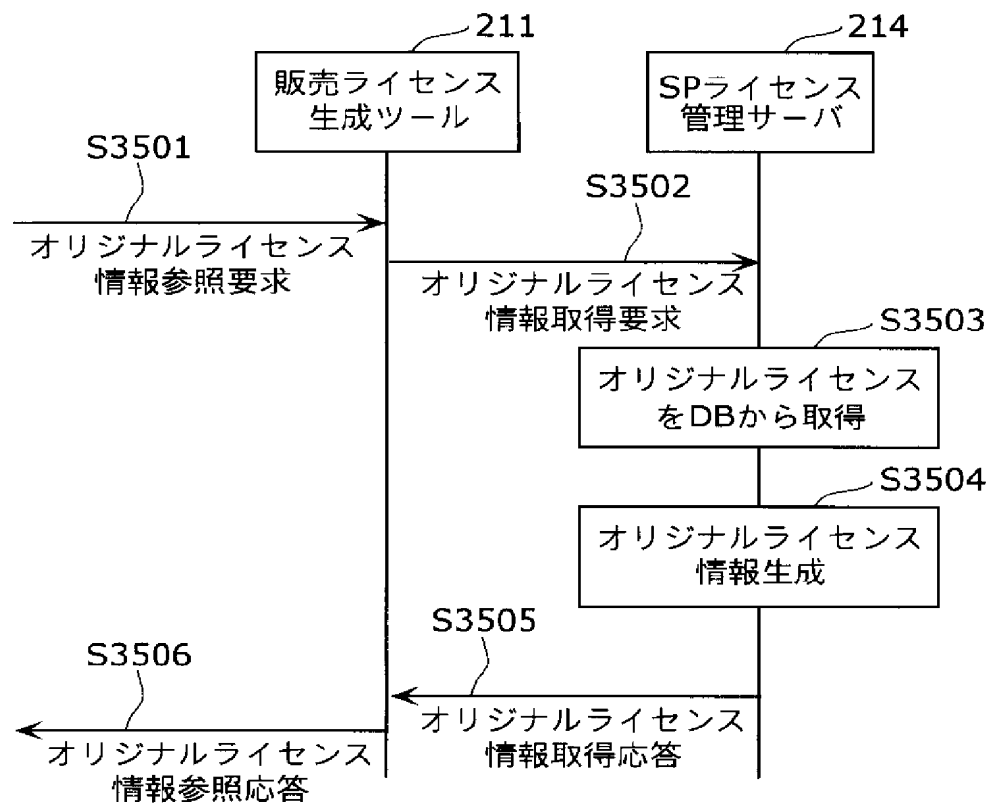 211
214
販売ライセンス
生成ツール
SPライセンス
管理サーバ
S3501
オリジナルライセンス
情報参照要求
S3502
オリジナルライセンス
情報取得要求
S3503
オリジナルライセンス
をDBから取得
S3504
オリジナルライセンス
情報生成
S3505
オリジナルライセンス
情報取得応答
S3506
オリジナルライセンス
情報参照応答